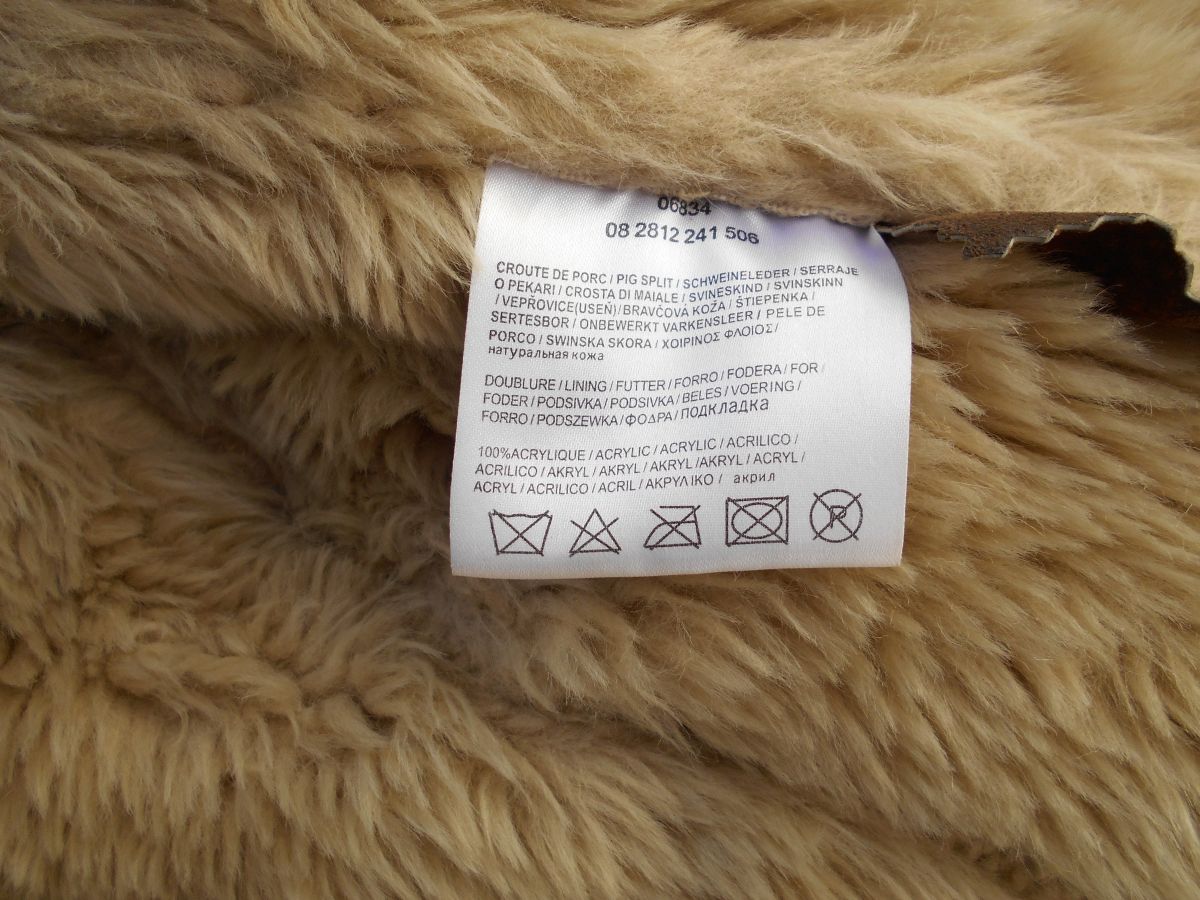 06834
08 2812 241 506
CROUTE DE PORC / PIG SPLIT / SCHWEINELEDER / SERRAJE
O PEKARI / CROSTA DI MAIALE / SVINESKIND / SVINSKINN
/ VEPŘOVICE(USEŇ)/BRAVČOVÁ KOŽA / ŠTIEPENKA /
SERTESBOR / ONBEWERKT VARKENSLEER / PELE DE
PORCO / SWINSKA SKORA / ΧΟΙΡΙΝΟΣ ΦΛΟΙΟΣ /
натуральная кожа
DOUBLURE / LINING / FUTTER / FORRO / FODERA / FOR /
FODER / PODSIVKA / PODSIVKA / BELES / VOERING /
FORRO / PODSZEWKA / ΦΟΔΡΑ / подкладка
100%ACRYLIQUE / ACRYLIC / ACRYLIC / ACRILICO /
ACRILICO / AKRYL / AKRYL / AKRYL /AKRYL / ACRYL /
ACRYL / ACRILICO / ACRIL / ΑΚΡΥΛΙΚΟ / акрил
P